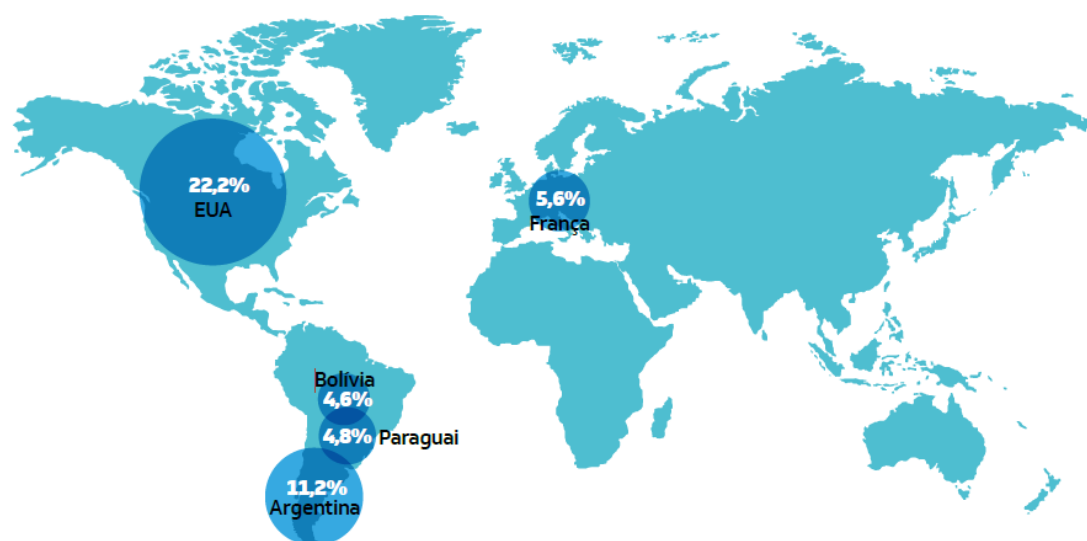 22,2%
EUA
5,6%
França
Bolívia
4,6%
4,8% Paraguai
11,2%
Argentina